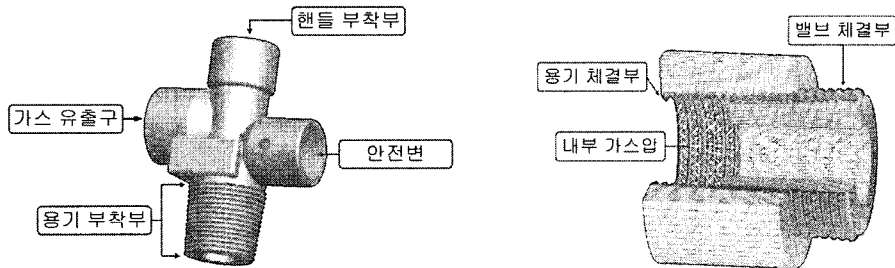 핸들 부착부
밸브 체결부
용기 체결부
가스 유출구
안전변
내부 가스압
용기 부착부